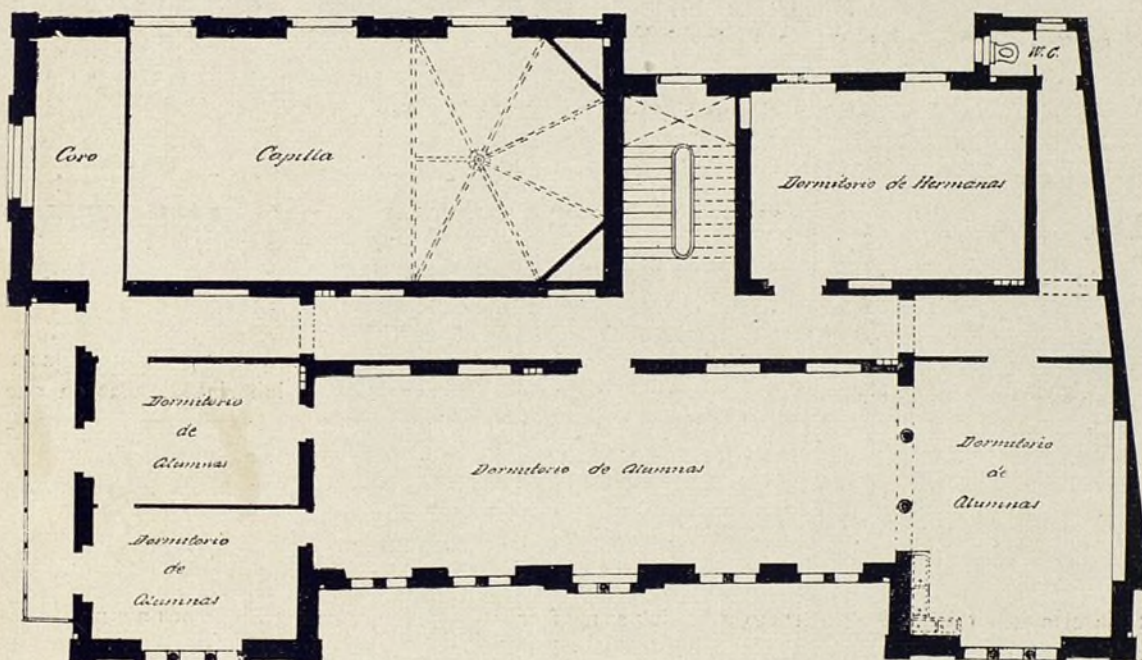 W.C.
Coro
Capilla
Dormitorio de Hermanas
Dormitorio
de
Alumnas
Dormitorio de Alumnas
Dormitorio
de
Alumnas
Dormitorio
de
Alumnas